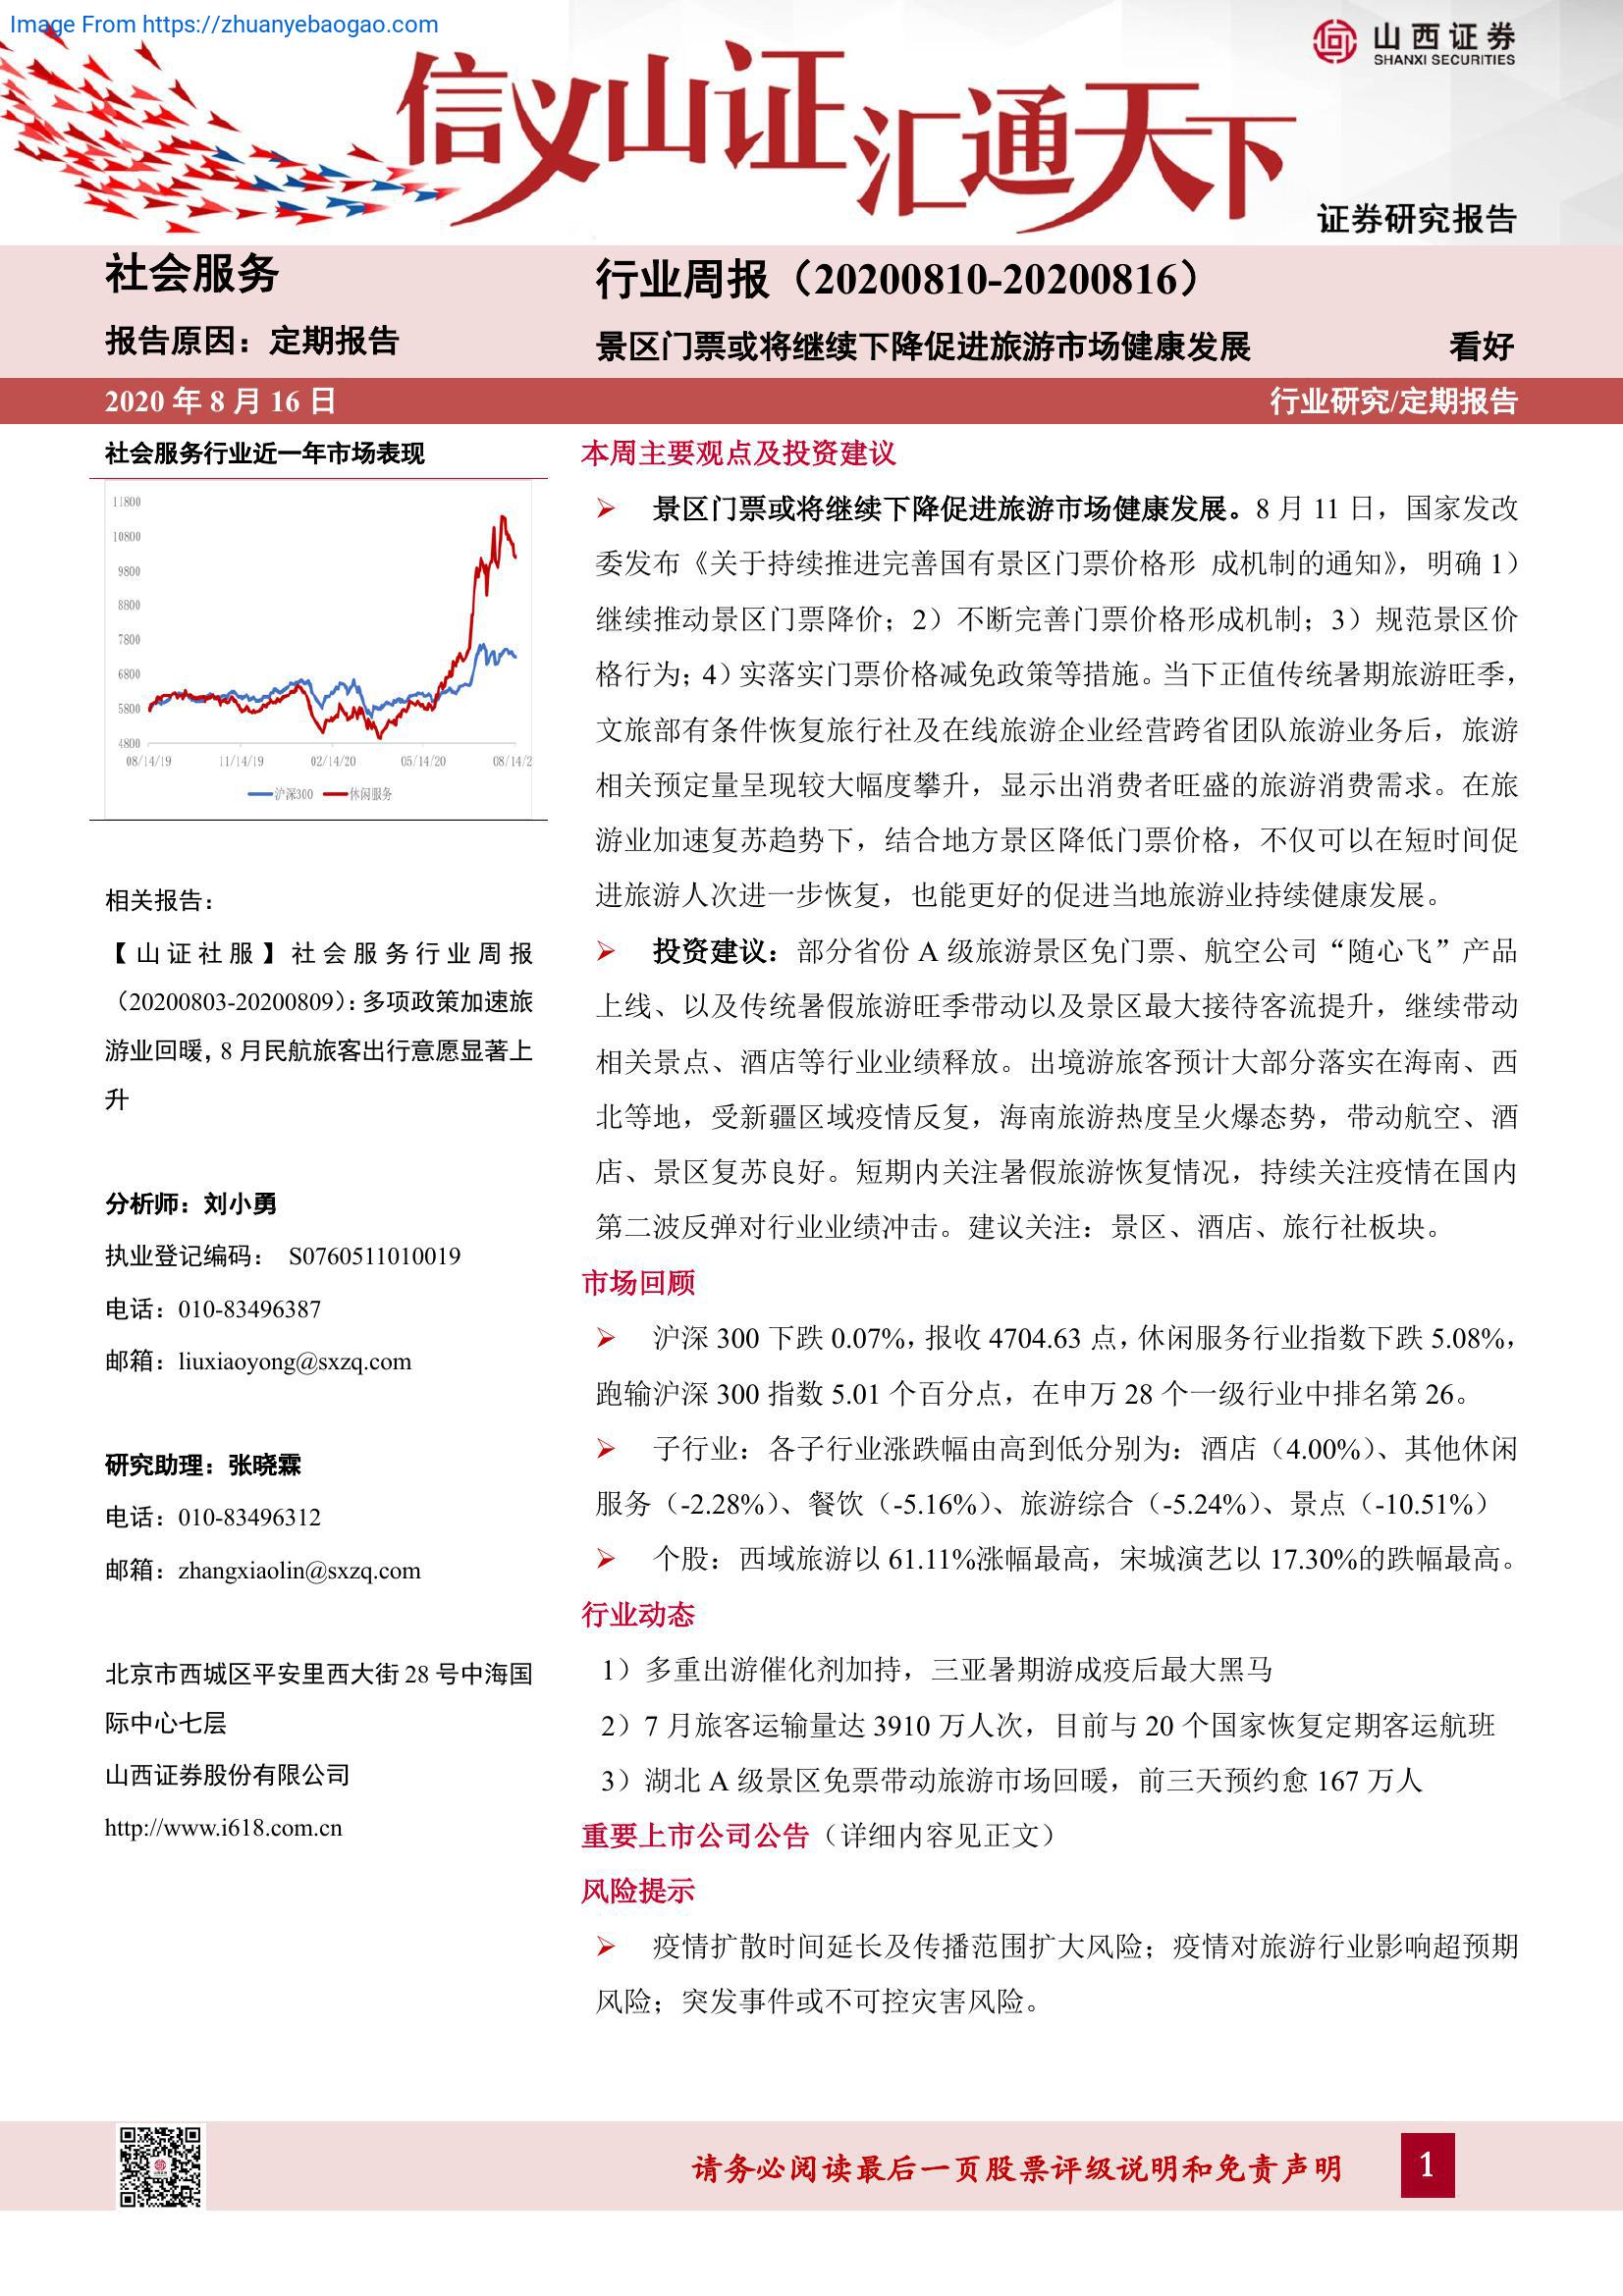 Image From https://zhuanyebaogao.com
山西证券
SHANXI SECURITIES
信义山证汇通天下
证券研究报告
社会服务
行业周报（20200810-20200816）
报告原因：定期报告
景区门票或将继续下降促进旅游市场健康发展
看好
2020 年 8 月 16 日
行业研究/定期报告
社会服务行业近一年市场表现
11800
10800
9800
8800
7800
6800
5800
4800
08/14/19 11/14/19 02/14/20 05/14/20 08/14/2
沪深300 休闲服务
相关报告：
【山证社服】社会服务行业周报
（20200803-20200809）：多项政策加速旅
游业回暖，8 月民航旅客出行意愿显著上
升
分析师：刘小勇
执业登记编码： S0760511010019
电话：010-83496387
邮箱：liuxiaoyong@sxzq.com
研究助理：张晓霖
电话：010-83496312
邮箱：zhangxiaolin@sxzq.com
北京市西城区平安里西大街 28 号中海国
际中心七层
山西证券股份有限公司
http://www.i618.com.cn
本周主要观点及投资建议
景区门票或将继续下降促进旅游市场健康发展。8 月 11 日，国家发改
委发布《关于持续推进完善国有景区门票价格形 成机制的通知》，明确 1）
继续推动景区门票降价；2）不断完善门票价格形成机制；3）规范景区价
格行为；4）实落实门票价格减免政策等措施。当下正值传统暑期旅游旺季，
文旅部有条件恢复旅行社及在线旅游企业经营跨省团队旅游业务后，旅游
相关预定量呈现较大幅度攀升，显示出消费者旺盛的旅游消费需求。在旅
游业加速复苏趋势下，结合地方景区降低门票价格，不仅可以在短时间促
进旅游人次进一步恢复，也能更好的促进当地旅游业持续健康发展。
投资建议：部分省份 A 级旅游景区免门票、航空公司“随心飞”产品
上线、以及传统暑假旅游旺季带动以及景区最大接待客流提升，继续带动
相关景点、酒店等行业业绩释放。出境游旅客预计大部分落实在海南、西
北等地，受新疆区域疫情反复，海南旅游热度呈火爆态势，带动航空、酒
店、景区复苏良好。短期内关注暑假旅游恢复情况，持续关注疫情在国内
第二波反弹对行业业绩冲击。建议关注：景区、酒店、旅行社板块。
市场回顾
沪深 300 下跌 0.07%，报收 4704.63 点，休闲服务行业指数下跌 5.08%，
跑输沪深 300 指数 5.01 个百分点，在申万 28 个一级行业中排名第 26。
子行业：各子行业涨跌幅由高到低分别为：酒店（4.00%）、其他休闲
服务（-2.28%）、餐饮（-5.16%）、旅游综合（-5.24%）、景点（-10.51%）
个股：西域旅游以 61.11%涨幅最高，宋城演艺以 17.30%的跌幅最高。
行业动态
1）多重出游催化剂加持，三亚暑期游成疫后最大黑马
2）7 月旅客运输量达 3910 万人次，目前与 20 个国家恢复定期客运航班
3）湖北 A 级景区免票带动旅游市场回暖，前三天预约愈 167 万人
重要上市公司公告（详细内容见正文）
风险提示
疫情扩散时间延长及传播范围扩大风险；疫情对旅游行业影响超预期
风险；突发事件或不可控灾害风险。
请务必阅读最后一页股票评级说明和免责声明
1